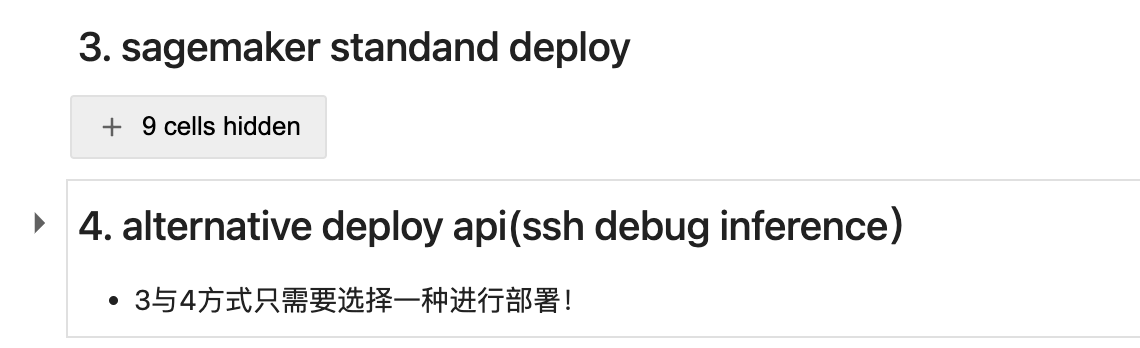 3. sagemaker standand deploy
+ 9 cells hidden
4. alternative deploy api(ssh debug inference）
• 3与4方式只需要选择一种进行部署！